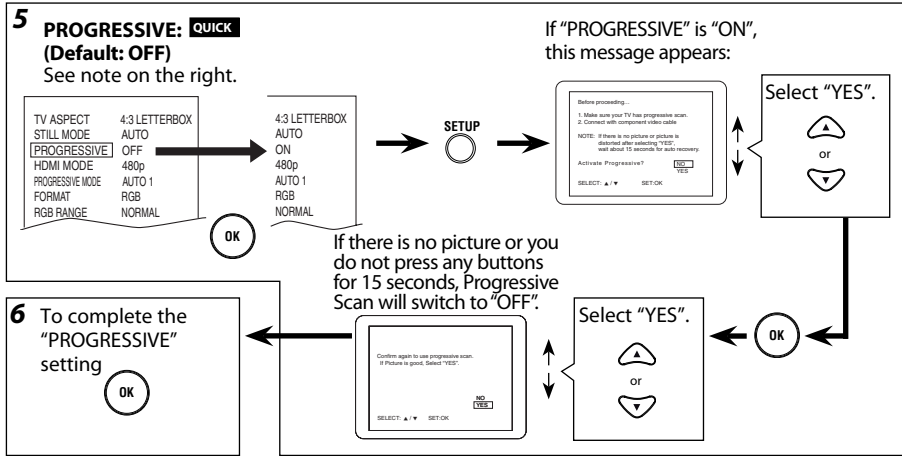 5
PROGRESSIVE: QUICK
(Default: OFF)
See note on the right.
TV ASPECT 4:3 LETTERBOX
STILL MODE AUTO
PROGRESSIVE OFF
HDMI MODE 480p
PROGRESSIVE MODE AUTO 1
FORMAT RGB
RGB RANGE NORMAL
OK
4:3 LETTERBOX
AUTO
ON
480p
AUTO 1
RGB
NORMAL
SETUP
If “PROGRESSIVE” is “ON”,
this message appears:
Before proceeding...
1. Make sure your TV has progressive scan.
2. Connect with component video cable
NOTE: If there is no picture or picture is
distorted after selecting "YES",
wait about 15 seconds for auto recovery.
Activate Progressive? NO
YES
SELECT: ▲ / ▼ SET:OK
Select “YES”.
or
OK
Select “YES”.
or
If there is no picture or you
do not press any buttons
for 15 seconds, Progressive
Scan will switch to “OFF”.
Confirm again to use progressive scan.
If Picture is good, Select "YES".
NO
YES
SELECT: ▲ / ▼ SET:OK
6 To complete the
“PROGRESSIVE”
setting
OK